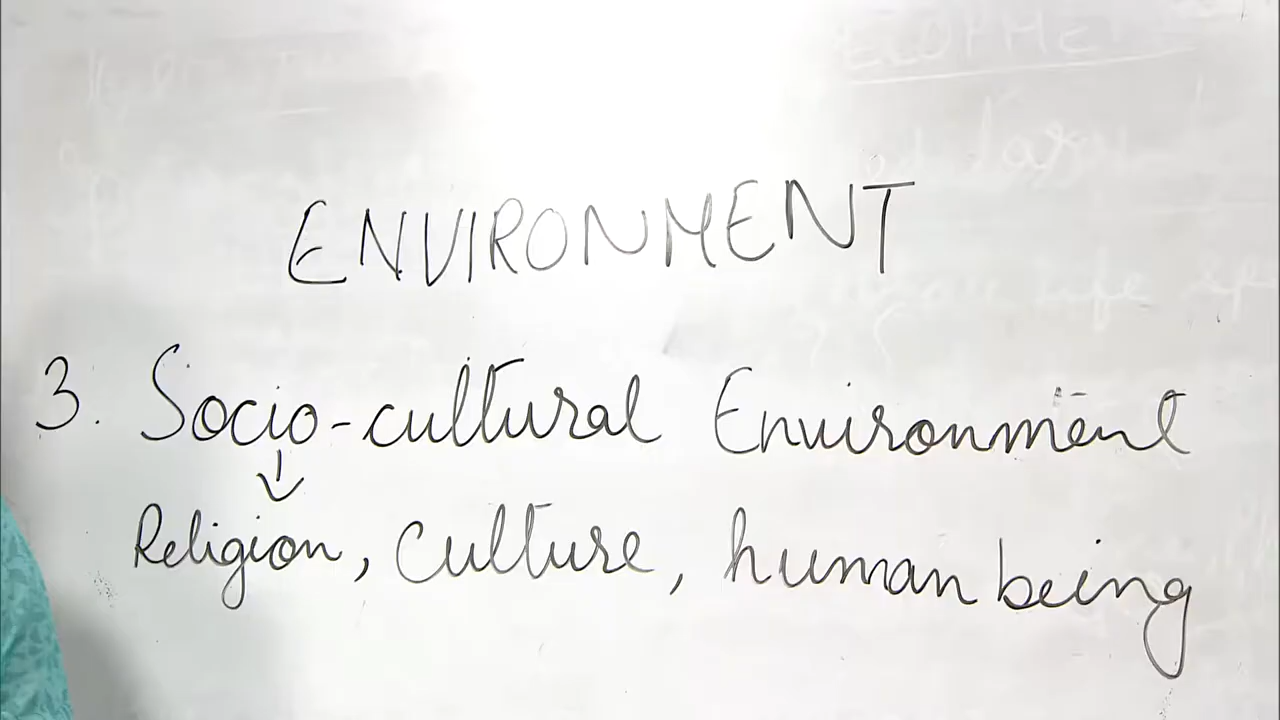 ENVIRONMENT
3. Socio-cultural Environment
↓
Religion, Culture, human being